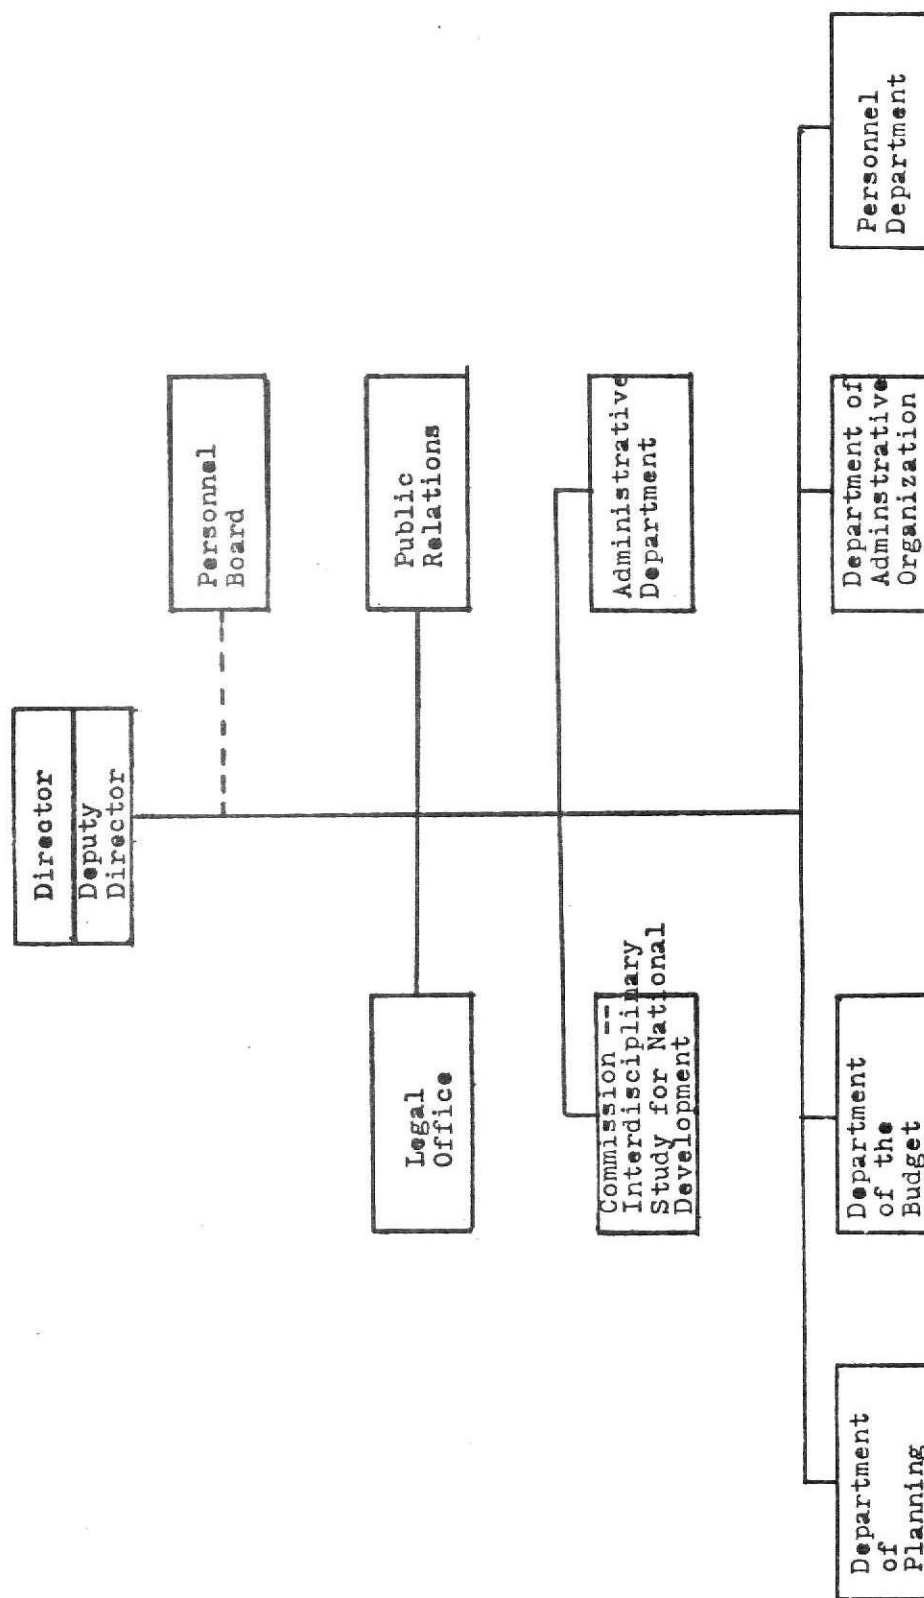 Director
Deputy
Director
Personnel
Board
Legal
Office
Public
Relations
Commission --
Interdisciplinary
Study for National
Development
Administrative
Department
Department
of
Planning
Department
of the
Budget
Department of
Adminstrative
Organization
Personnel
Department